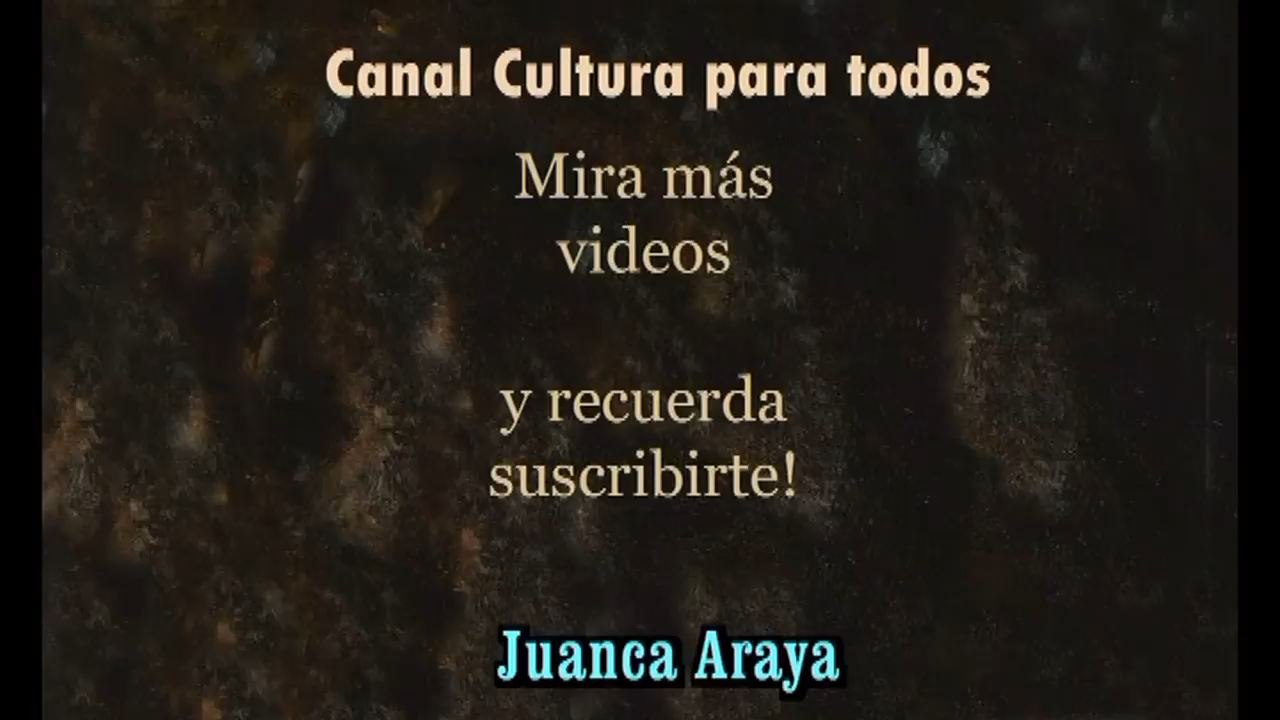 Canal Cultura para todos
Mira más
videos
y recuerda
suscribirte!
Juanca Araya